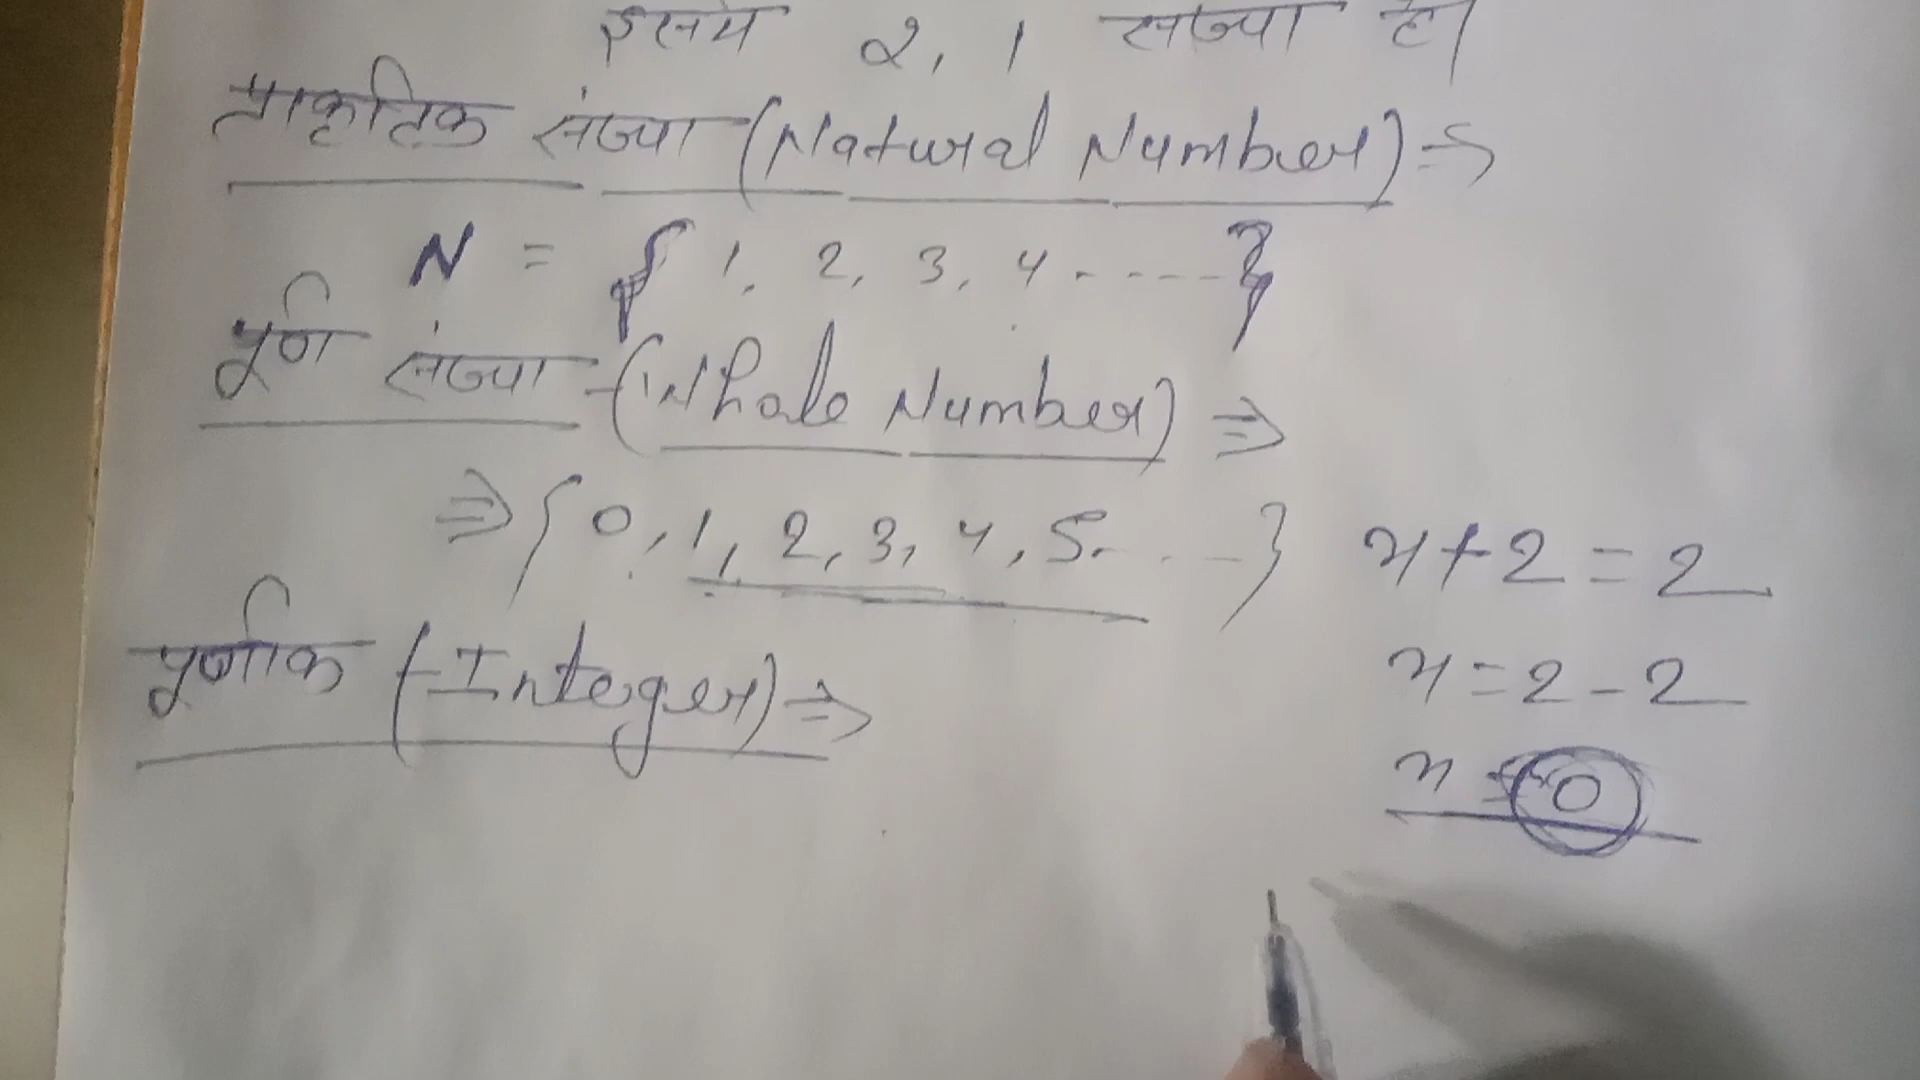 इसमे 2, 1 संख्या है।
प्राकृतिक संख्या (Natural Number) ⇒
N = { 1, 2, 3, 4 ----- }
पूर्ण संख्या - (Whole Number) ⇒
⇒ { 0, 1, 2, 3, 4, 5. - - - }
x + 2 = 2
x = 2 - 2
x = 0
पूर्णांक (Integer) ⇒